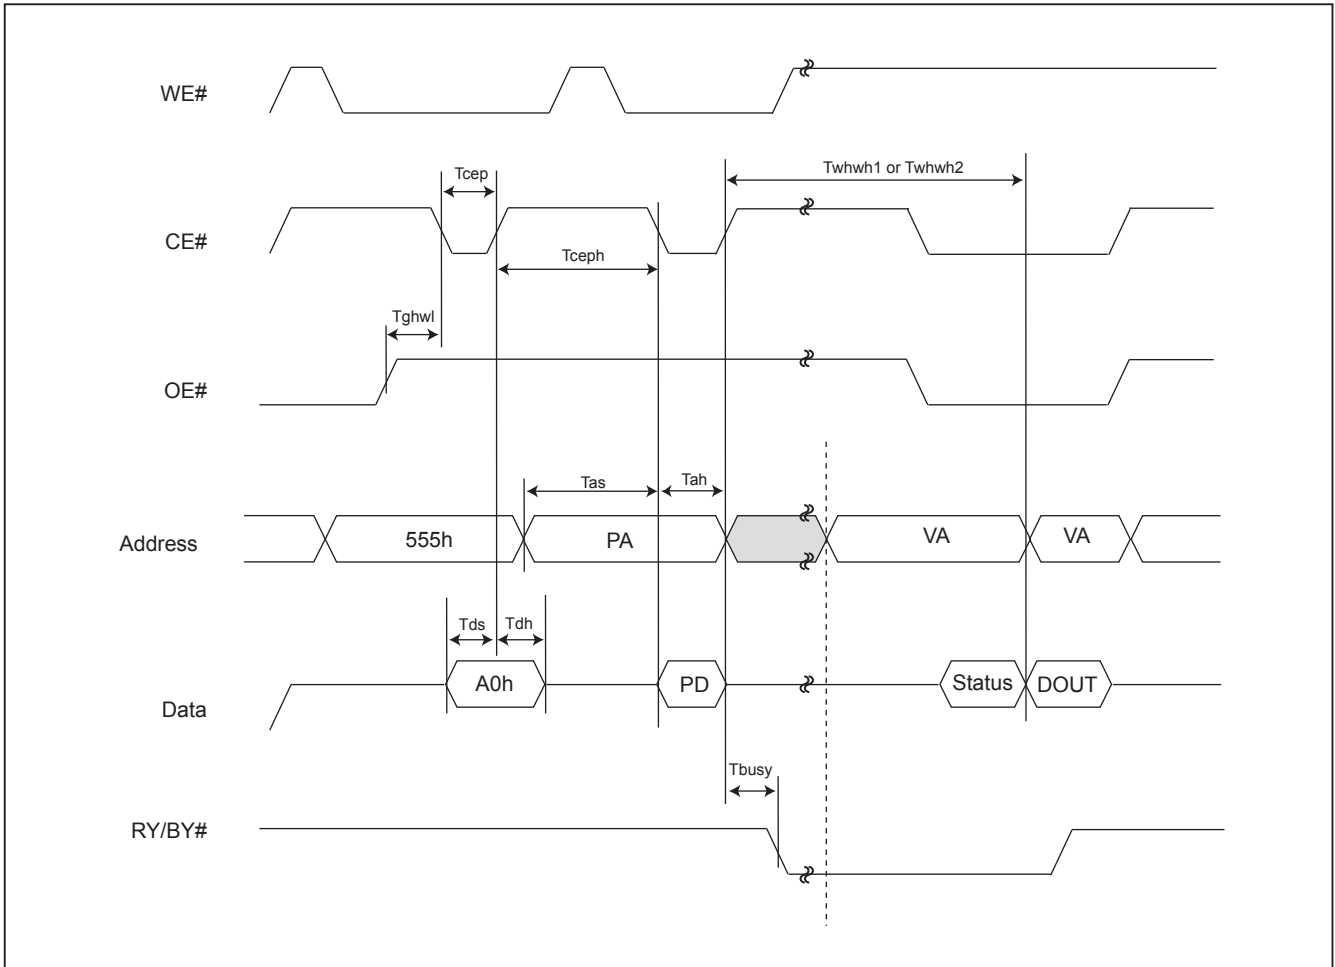 WE#
Twhwh1 or Twhwh2
Tcep
CE#
Tceph
Tghwl
OE#
Tas Tah
Address 555h PA VA VA
Tds Tdh
Data A0h PD Status DOUT
Tbusy
RY/BY#